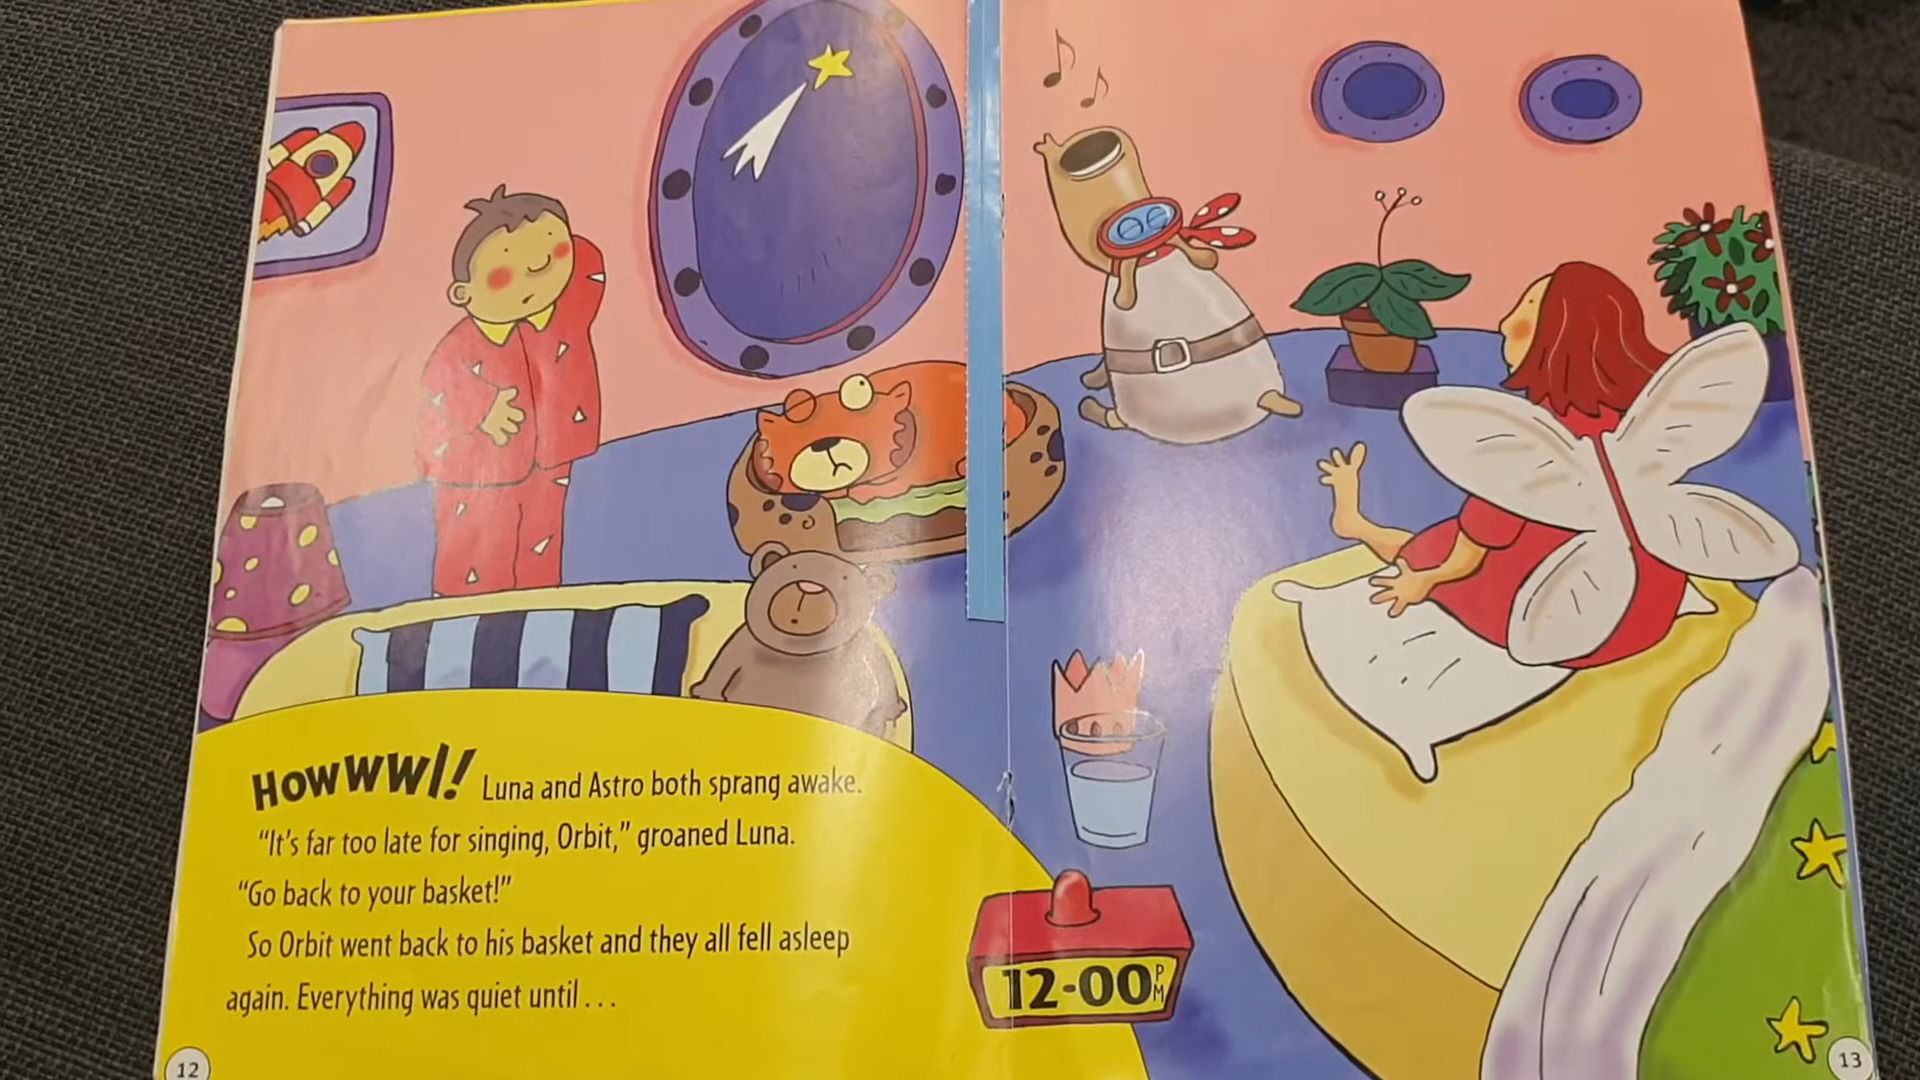 HOWWWL! Luna and Astro both sprang awake.
“It’s far too late for singing, Orbit,” groaned Luna.
“Go back to your basket!”
So Orbit went back to his basket and they all fell asleep
again. Everything was quiet until . . .
12-00 PM
12
13